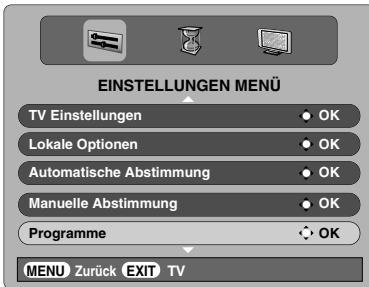 EINSTELLUNGEN MENÜ
TV Einstellungen OK
Lokale Optionen OK
Automatische Abstimmung OK
Manuelle Abstimmung OK
Programme OK
MENU Zurück EXIT TV